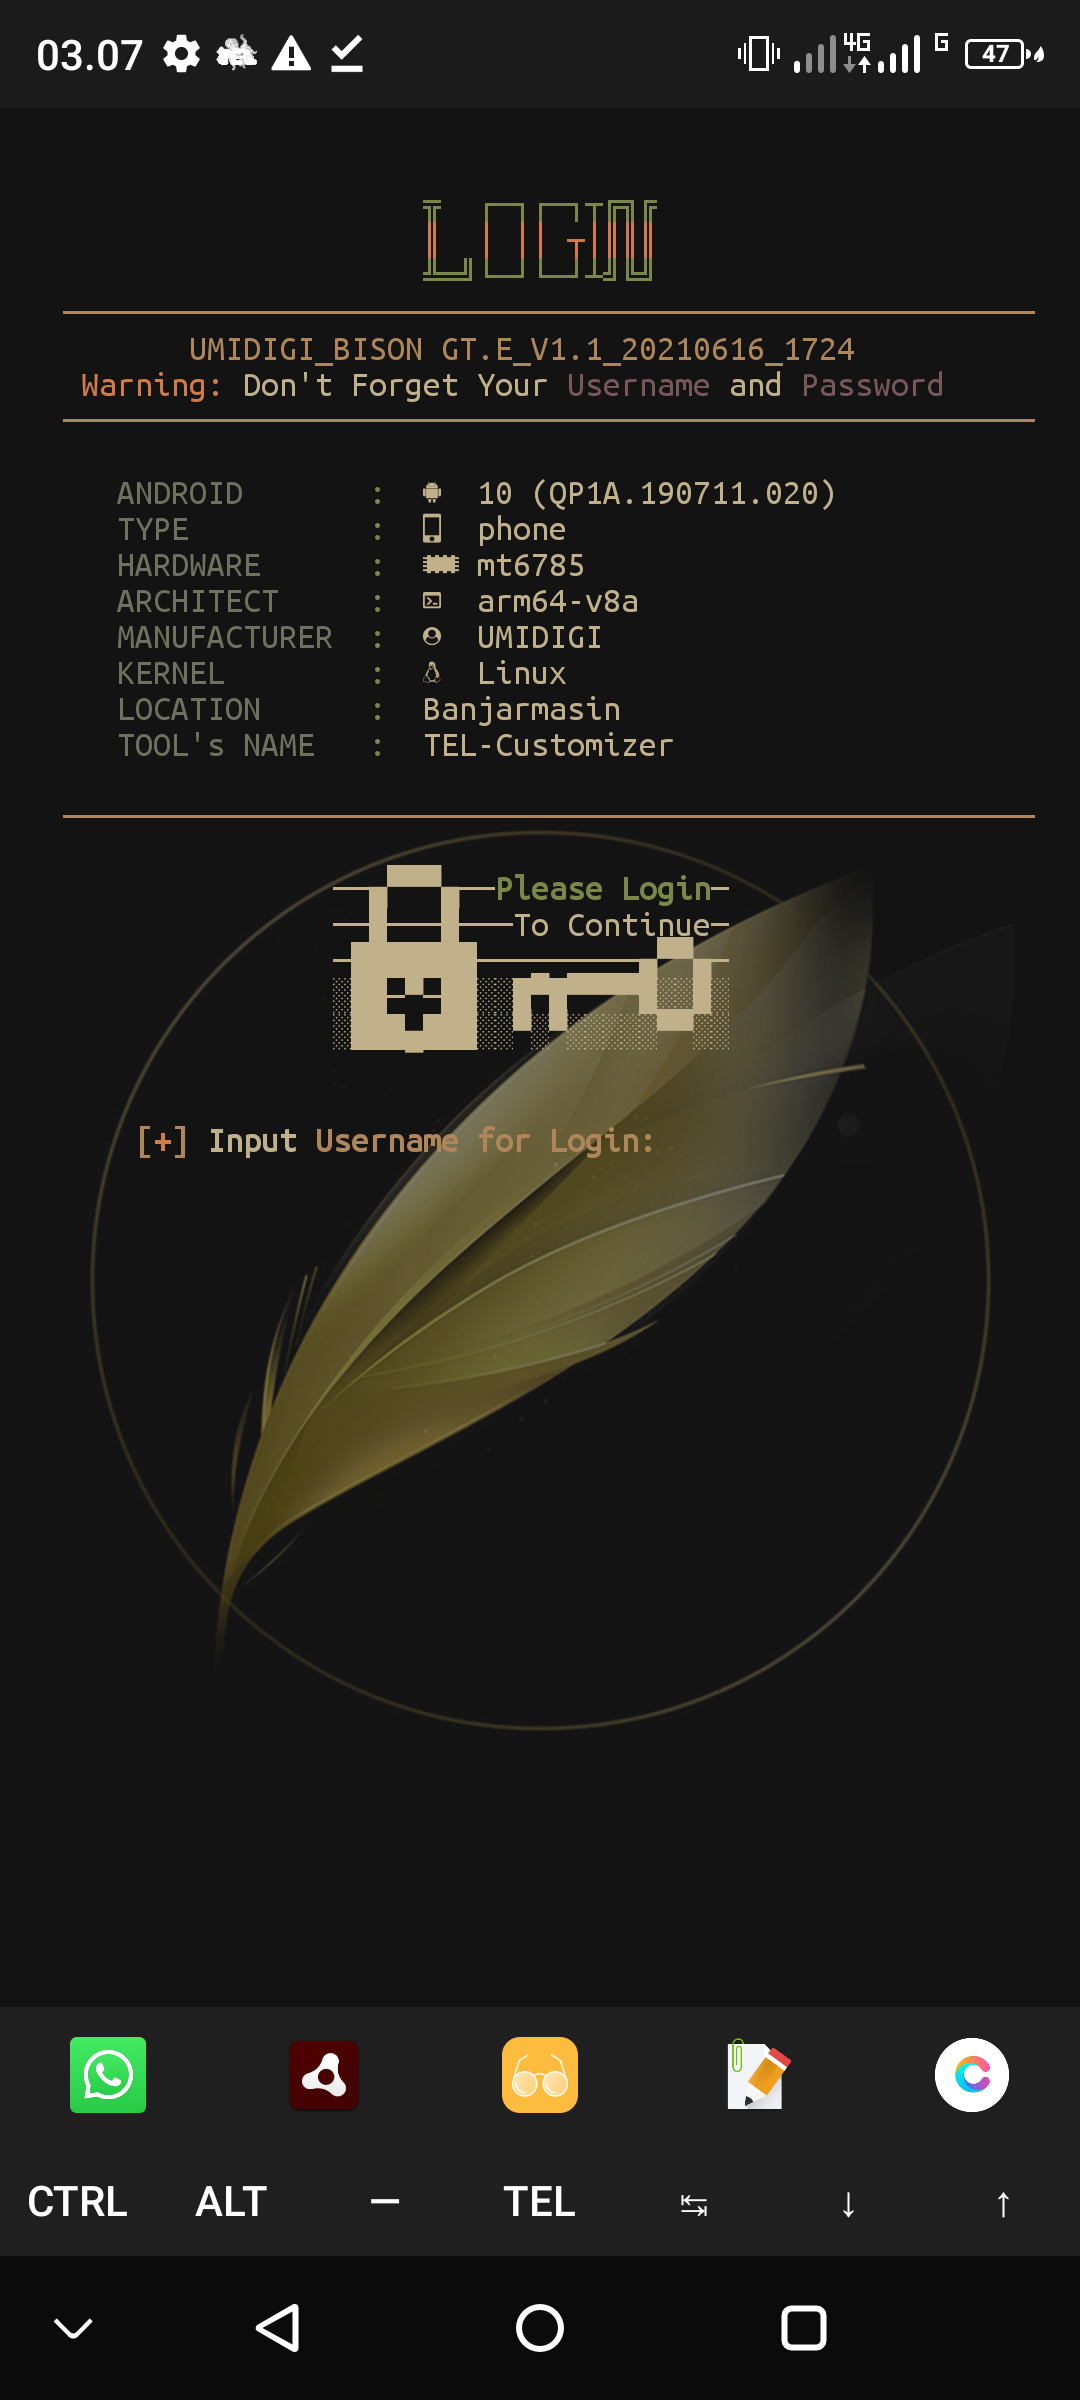 03.07
4G
G
47
LOGIN
UMIDIGI_BISON GT.E_V1.1_20210616_1724
Warning: Don't Forget Your Username and Password
ANDROID : 10 (QP1A.190711.020)
TYPE : phone
HARDWARE : mt6785
ARCHITECT : arm64-v8a
MANUFACTURER : UMIDIGI
KERNEL : Linux
LOCATION : Banjarmasin
TOOL's NAME : TEL-Customizer
Please Login
To Continue
[+] Input Username for Login:
CTRL ALT — TEL ↹ ↓ ↑